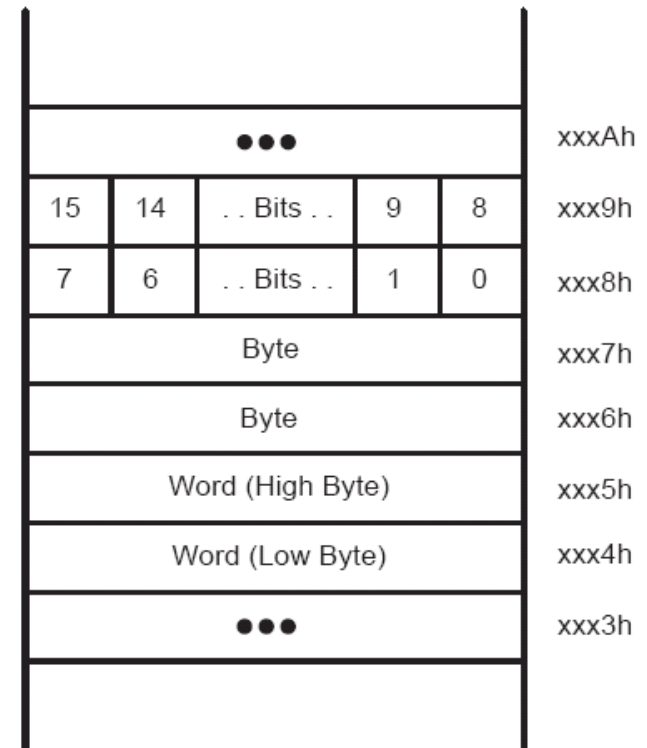 ●●● xxxAh
15 14 . . Bits . . 9 8 xxx9h
7 6 . . Bits . . 1 0 xxx8h
Byte xxx7h
Byte xxx6h
Word (High Byte) xxx5h
Word (Low Byte) xxx4h
●●● xxx3h